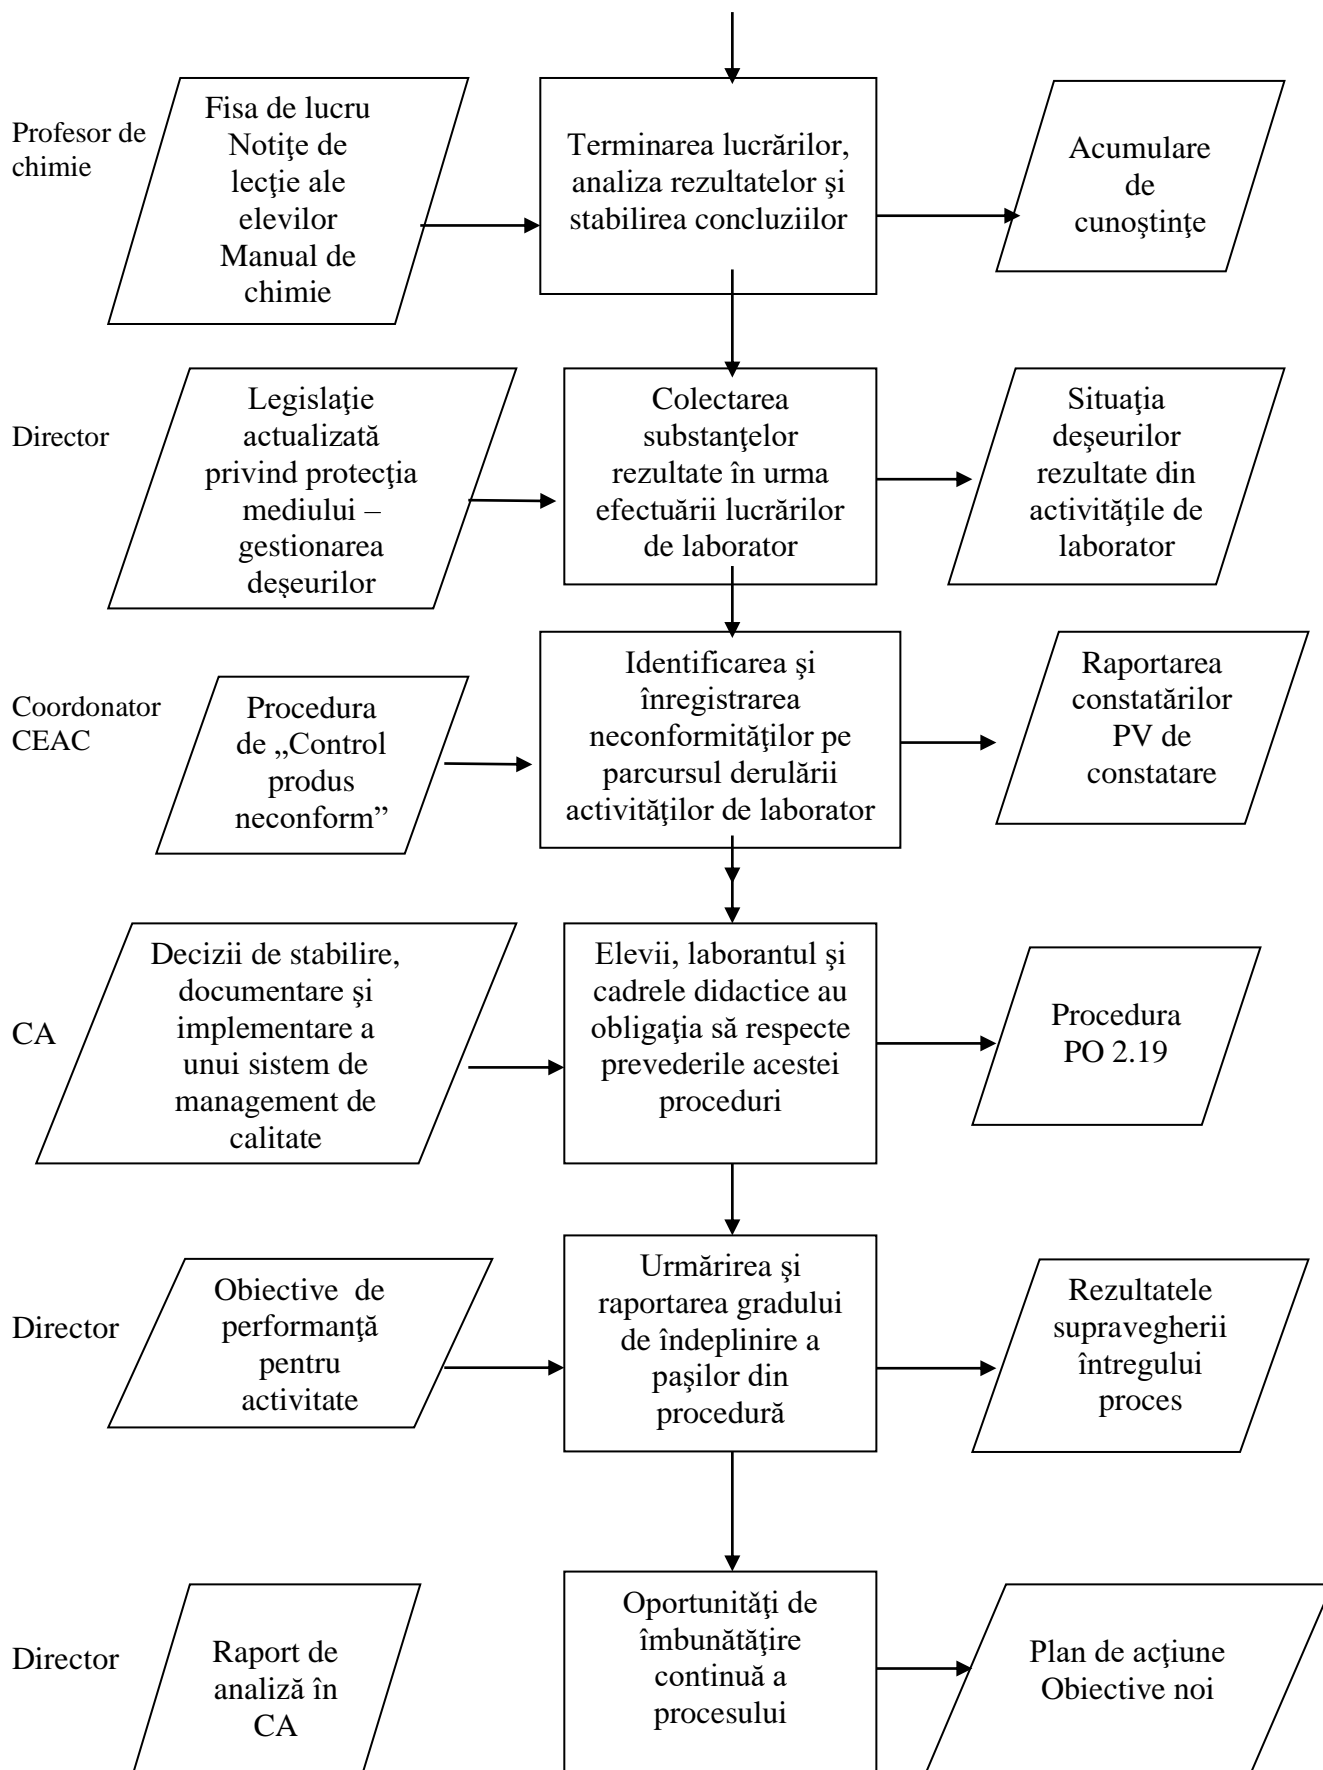 Profesor de
chimie
Fisa de lucru
Notiţe de
lecţie ale
elevilor
Manual de
chimie
Terminarea lucrărilor,
analiza rezultatelor şi
stabilirea concluziilor
Acumulare
de
cunoştinţe
Director
Legislaţie
actualizată
privind protecţia
mediului –
gestionarea
deşeurilor
Colectarea
substanţelor
rezultate în urma
efectuării lucrărilor
de laborator
Situaţia
deşeurilor
rezultate din
activităţile de
laborator
Coordonator
CEAC
Procedura
de „Control
produs
neconform”
Identificarea şi
înregistrarea
neconformităţilor pe
parcursul derulării
activităţilor de laborator
Raportarea
constatărilor
PV de
constatare
CA
Decizii de stabilire,
documentare şi
implementare a
unui sistem de
management de
calitate
Elevii, laborantul şi
cadrele didactice au
obligaţia să respecte
prevederile acestei
proceduri
Procedura
PO 2.19
Director
Obiective  de
performanţă
pentru
activitate
Urmărirea şi
raportarea gradului
de îndeplinire a
paşilor din
procedură
Rezultatele
supravegherii
întregului
proces
Director
Raport de
analiză în
CA
Oportunităţi de
îmbunătăţire
continuă a
procesului
Plan de acţiune
Obiective noi